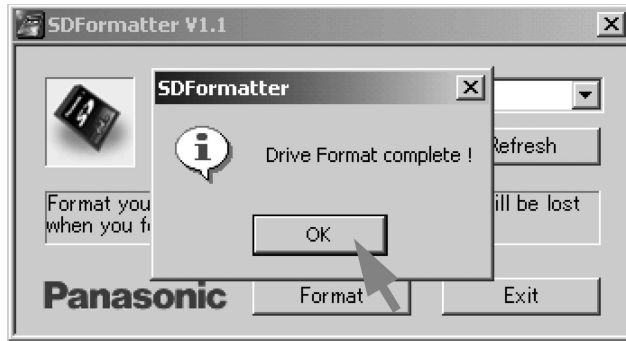 SDFormatter V1.1
SDFormatter
Drive Format complete !
Refresh
Format you
ill be lost
when you f
OK
Panasonic
Format
Exit